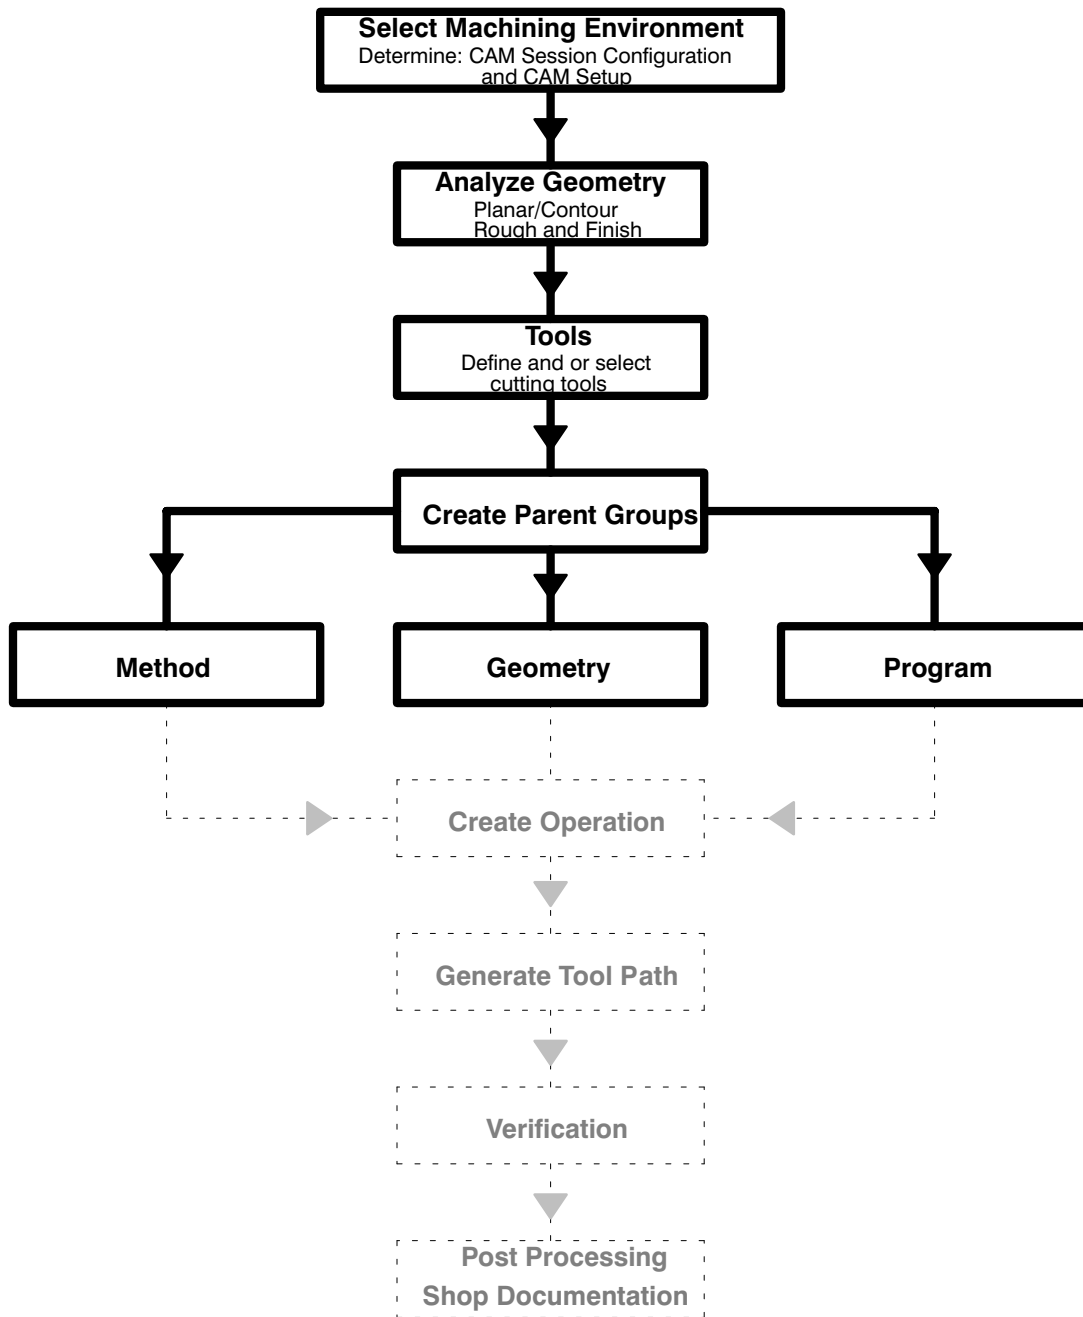 Select Machining Environment
Determine: CAM Session Configuration
and CAM Setup
Analyze Geometry
Planar/Contour
Rough and Finish
Tools
Define and or select
cutting tools
Create Parent Groups
Method
Geometry
Program
Create Operation
Generate Tool Path
Verification
Post Processing
Shop Documentation